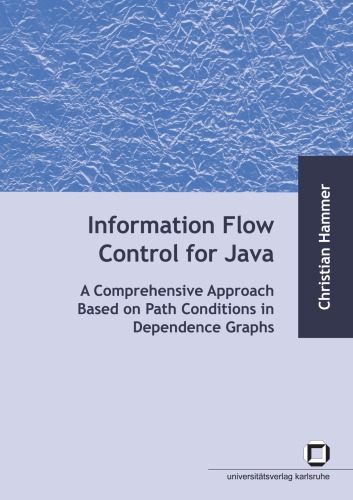 Information Flow
Control for Java
A Comprehensive Approach
Based on Path Conditions in
Dependence Graphs
Christian Hammer
universitätsverlag karlsruhe